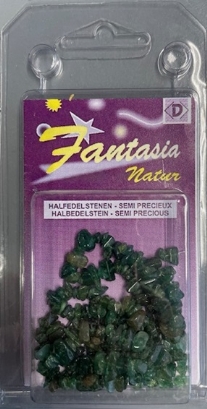 D
Fantasia
Natur
HALFEDELSTENEN - SEMI PRECIEUX
HALBEDELSTEIN - SEMI PRECIOUS